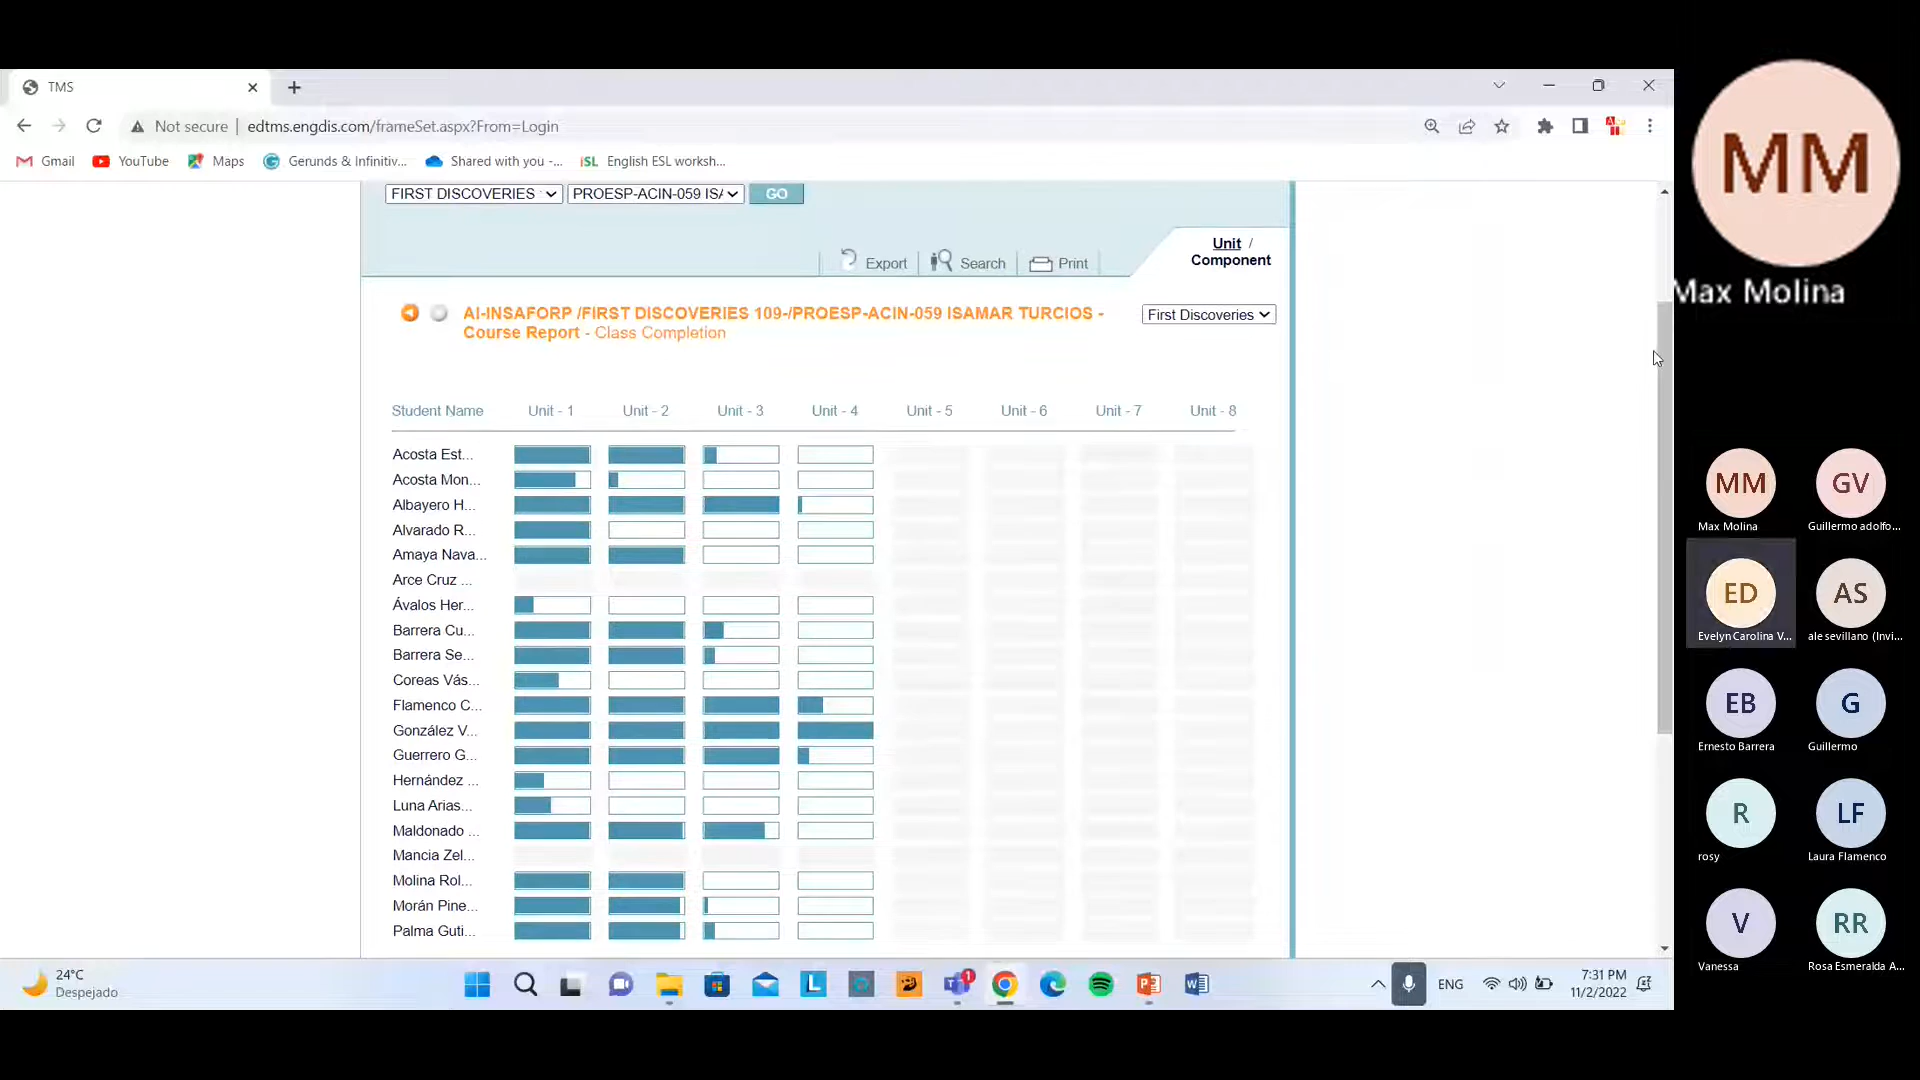 TMS
Not secure | edtms.engdis.com/frameSet.aspx?From=Login
Gmail YouTube Maps Gerunds & Infinitiv... Shared with you -... iSL English ESL worksh...
FIRST DISCOVERIES PROESP-ACIN-059 ISA GO
Unit /
Component
Export Search Print
AI-INSAFORP /FIRST DISCOVERIES 109-/PROESP-ACIN-059 ISAMAR TURCIOS -
Course Report - Class Completion
First Discoveries
Student Name Unit - 1 Unit - 2 Unit - 3 Unit - 4 Unit - 5 Unit - 6 Unit - 7 Unit - 8
Acosta Est...
Acosta Mon...
Albayero H...
Alvarado R...
Amaya Nava...
Arce Cruz ...
Ávalos Her...
Barrera Cu...
Barrera Se...
Coreas Vás...
Flamenco C...
González V...
Guerrero G...
Hernández ...
Luna Arias...
Maldonado ...
Mancia Zel...
Molina Rol...
Morán Pine...
Palma Guti...
24°C
Despejado
1
ENG
7:31 PM
11/2/2022
MM
Max Molina
MM GV
Max Molina Guillermo adolfo...
ED AS
Evelyn Carolina V... ale sevillano (Invi...
EB G
Ernesto Barrera Guillermo
R LF
rosy Laura Flamenco
V RR
Vanessa Rosa Esmeralda A...